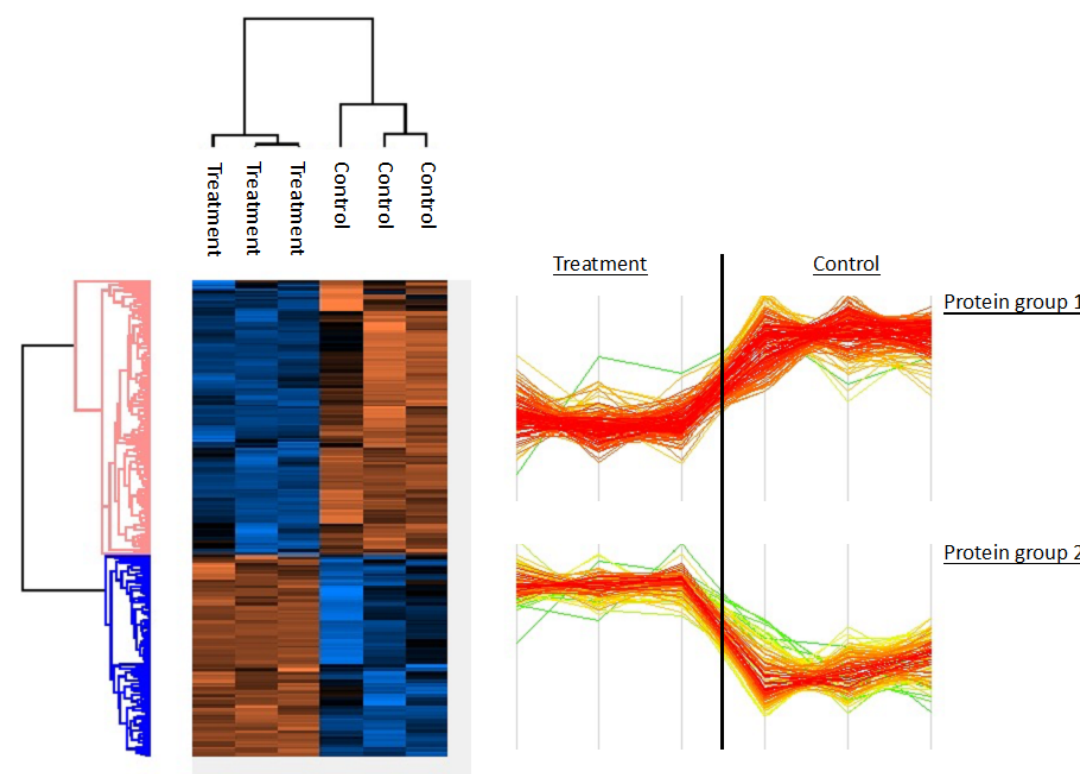 Treatment
Treatment
Treatment
Control
Control
Control
Treatment
Control
Protein group 1
Protein group 2